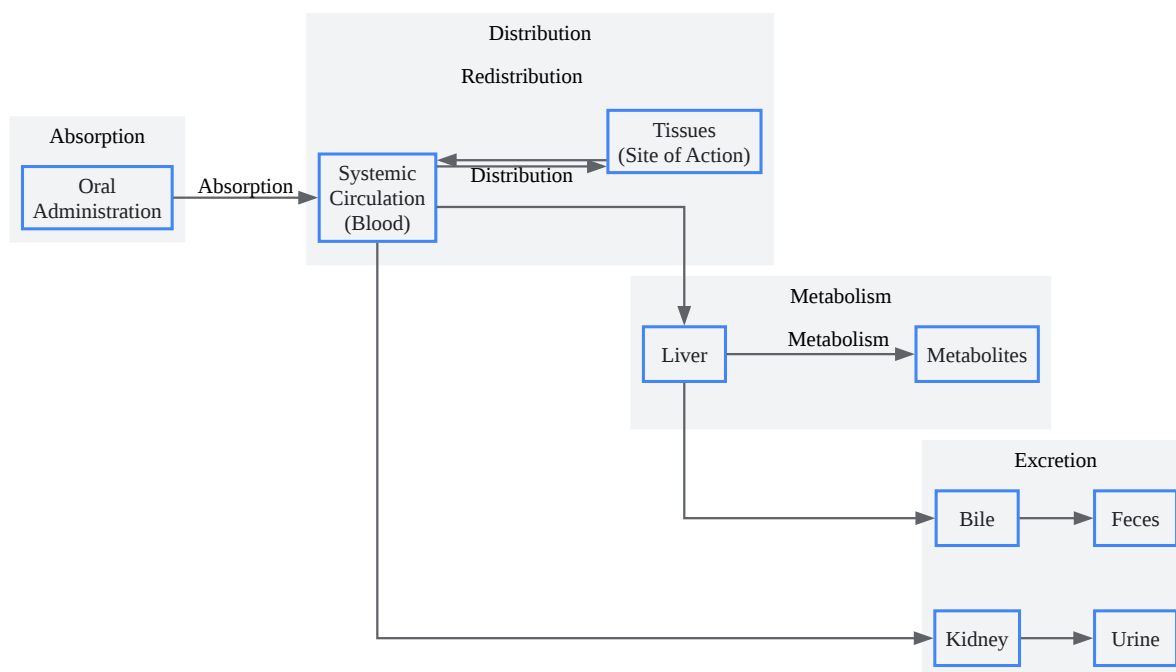 Distribution
Redistribution
Absorption
Tissues
(Site of Action)
Oral
Administration
Absorption
Systemic
Circulation
(Blood)
Distribution
Metabolism
Liver
Metabolism
Metabolites
Excretion
Bile
Feces
Kidney
Urine